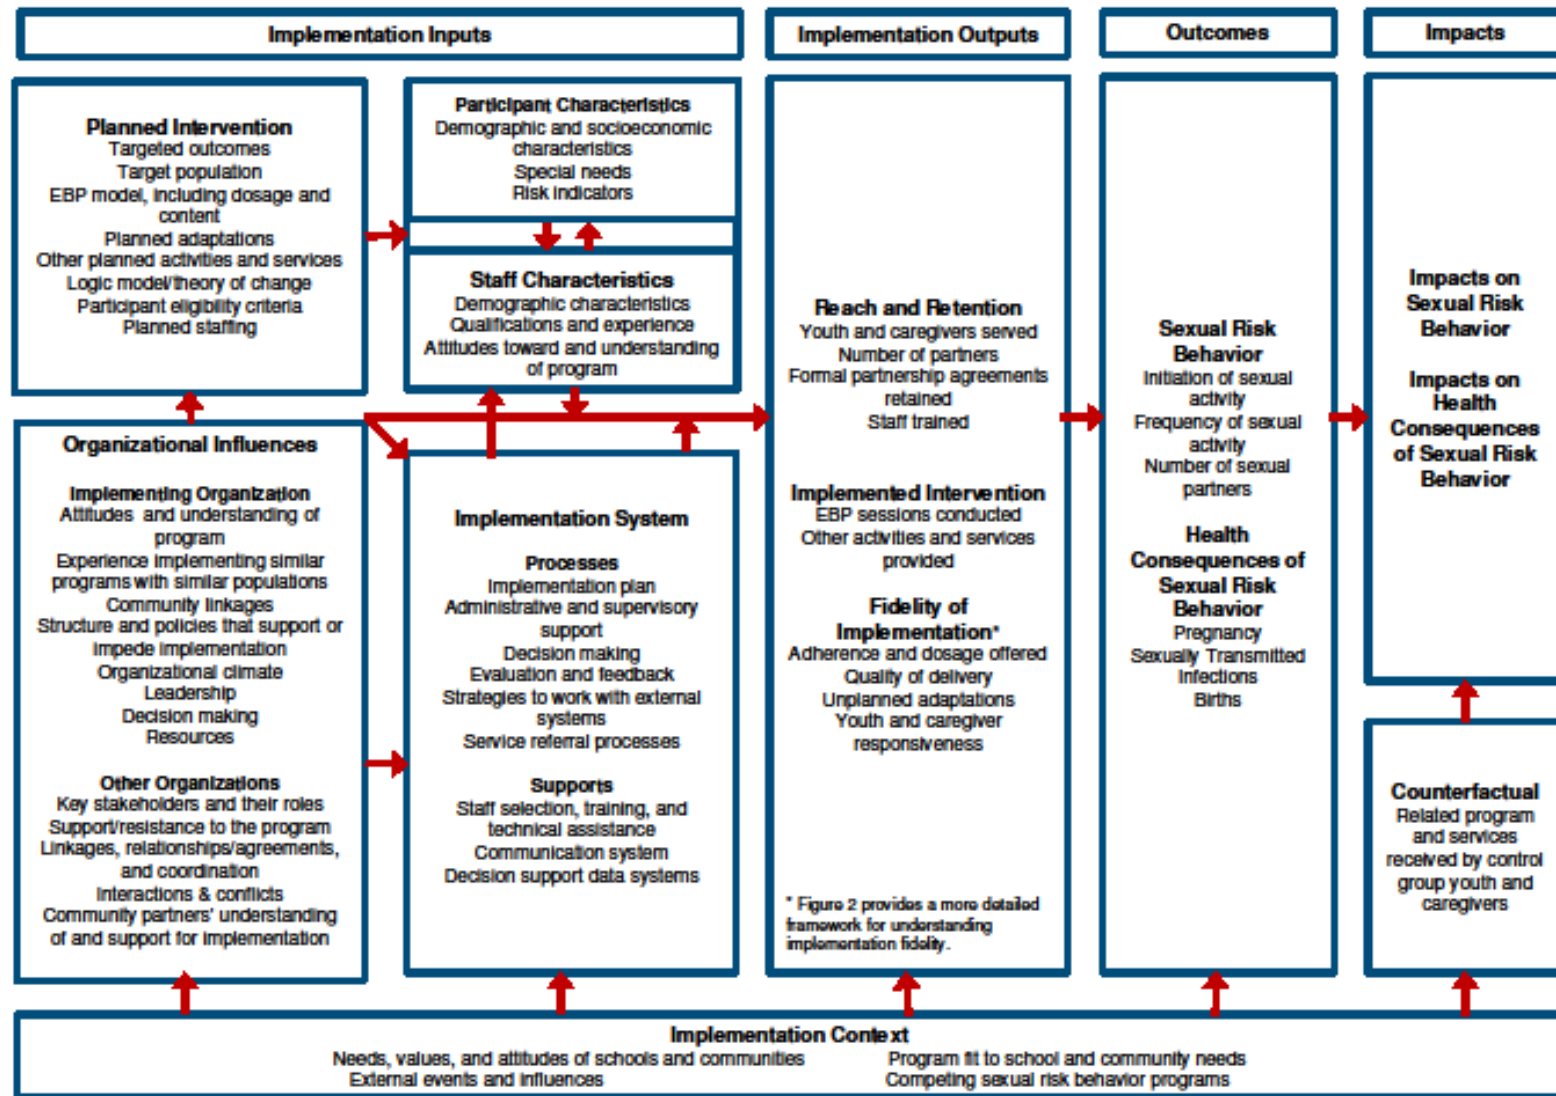 Implementation Inputs
Implementation Outputs
Outcomes
Impacts
Planned Intervention
Targeted outcomes
Target population
EBP model, including dosage and
content
Planned adaptations
Other planned activities and services
Logic model/theory of change
Participant eligibility criteria
Planned staffing
Participant Characteristics
Demographic and socioeconomic
characteristics
Special needs
Risk indicators
Staff Characteristics
Demographic characteristics
Qualifications and experience
Attitudes toward and understanding
of program
Organizational Influences
Implementing Organization
Attitudes and understanding of
program
Experience implementing similar
programs with similar populations
Community linkages
Structure and policies that support or
impede implementation
Organizational climate
Leadership
Decision making
Resources
Other Organizations
Key stakeholders and their roles
Support/resistance to the program
Linkages, relationships/agreements,
and coordination
Interactions & conflicts
Community partners' understanding
of and support for implementation
Implementation System
Processes
Implementation plan
Administrative and supervisory
support
Decision making
Evaluation and feedback
Strategies to work with external
systems
Service referral processes
Supports
Staff selection, training, and
technical assistance
Communication system
Decision support data systems
Reach and Retention
Youth and caregivers served
Number of partners
Formal partnership agreements
retained
Staff trained
Implemented Intervention
EBP sessions conducted
Other activities and services
provided
Fidelity of
Implementation*
Adherence and dosage offered
Quality of delivery
Unplanned adaptations
Youth and caregiver
responsiveness
* Figure 2 provides a more detailed
framework for understanding
implementation fidelity.
Sexual Risk
Behavior
Initiation of sexual
activity
Frequency of sexual
activity
Number of sexual
partners
Health
Consequences of
Sexual Risk
Behavior
Pregnancy
Sexually Transmitted
Infections
Births
Impacts on
Sexual Risk
Behavior
Impacts on
Health
Consequences
of Sexual Risk
Behavior
Counterfactual
Related program
and services
received by control
group youth and
caregivers
Implementation Context
Needs, values, and attitudes of schools and communities
Program fit to school and community needs
External events and influences
Competing sexual risk behavior programs